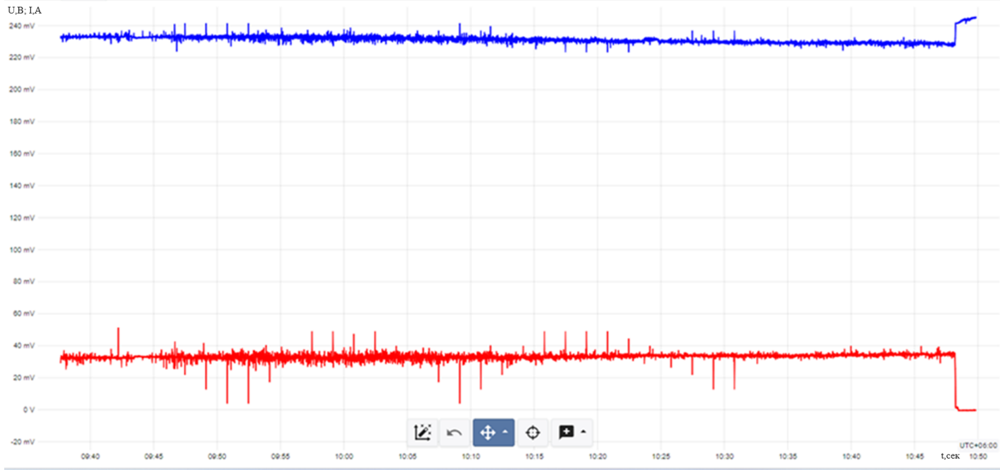 U,B; I,A
240 mV
220 mV
200 mV
180 mV
160 mV
140 mV
120 mV
100 mV
80 mV
60 mV
40 mV
20 mV
0 V
-20 mV
UTC+06:00
09:40 09:45 09:50 09:55 10:00 10:05 10:10 10:15 10:20 10:25 10:30 10:35 10:40 10:45 t,сек 10:50